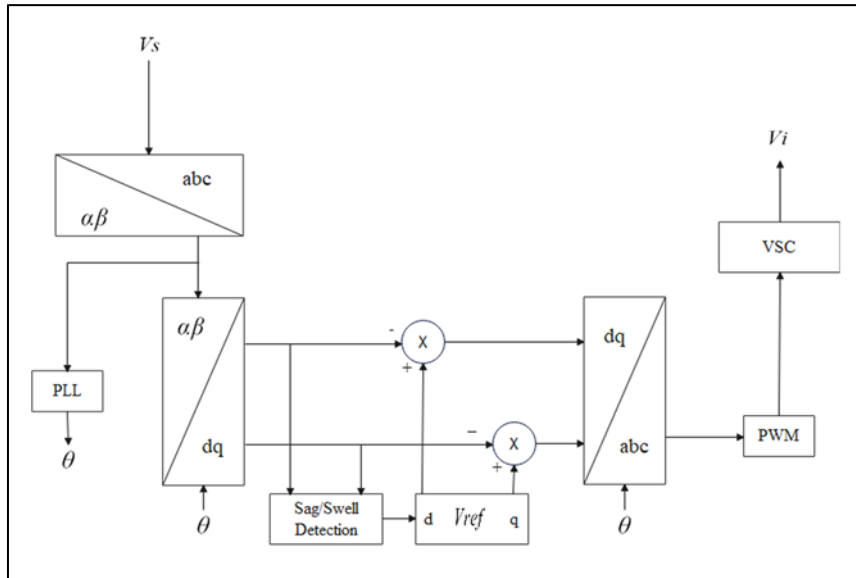 Vs
abc
αβ
Vi
VSC
αβ
dq
PLL
θ
θ
-
+
X
−
+
X
Sag/Swell
Detection
d Vref q
dq
abc
θ
PWM